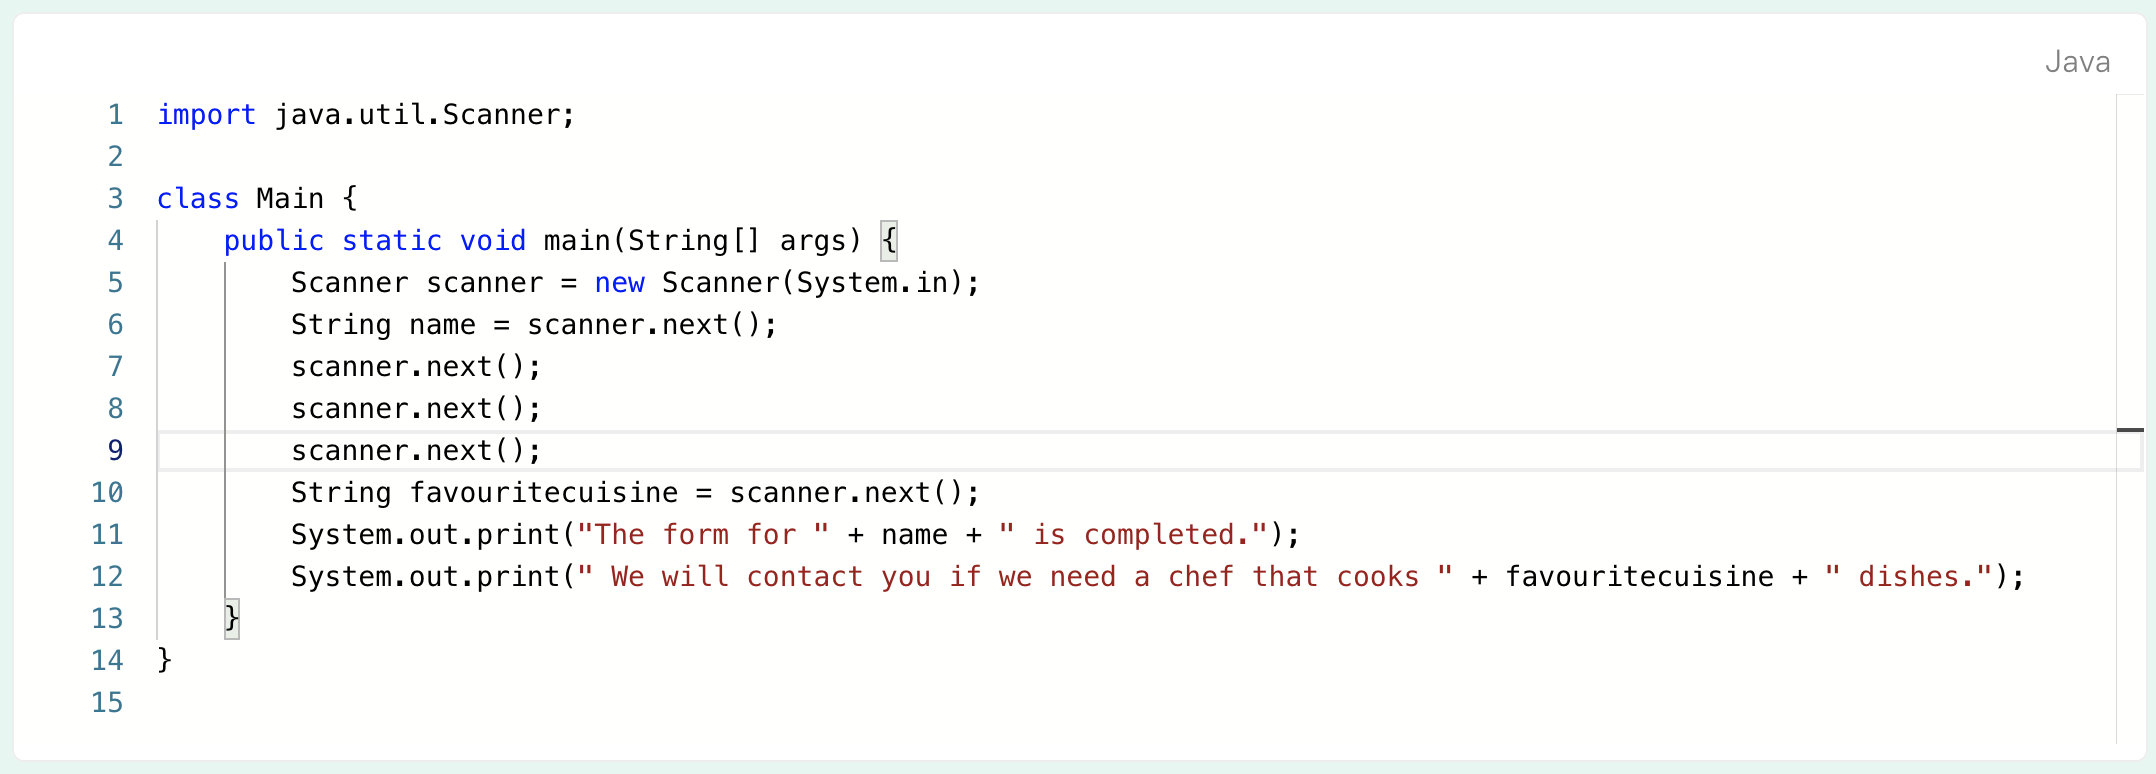 Java
1 import java.util.Scanner;
2
3 class Main {
4     public static void main(String[] args) {
5         Scanner scanner = new Scanner(System.in);
6         String name = scanner.next();
7         scanner.next();
8         scanner.next();
9         scanner.next();
10         String favouritecuisine = scanner.next();
11         System.out.print("The form for " + name + " is completed.");
12         System.out.print(" We will contact you if we need a chef that cooks " + favouritecuisine + " dishes.");
13     }
14 }
15